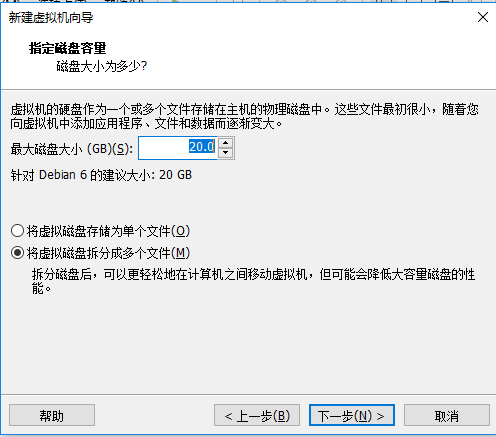 新建虚拟机向导
指定磁盘容量
磁盘大小为多少?
虚拟机的硬盘作为一个或多个文件存储在主机的物理磁盘中。这些文件最初很小，随着您
向虚拟机中添加应用程序、文件和数据而逐渐变大。
最大磁盘大小 (GB)(S): 20.0
针对 Debian 6 的建议大小: 20 GB
将虚拟磁盘存储为单个文件(O)
将虚拟磁盘拆分成多个文件(M)
拆分磁盘后，可以更轻松地在计算机之间移动虚拟机，但可能会降低大容量磁盘的性
能。
帮助 < 上一步(B) 下一步(N) > 取消